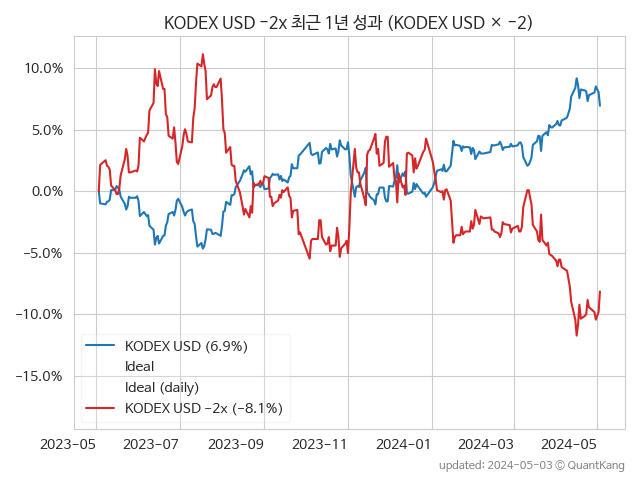 KODEX USD −2x 최근 1년 성과 (KODEX USD × −2)
10.0%
5.0%
0.0%
−5.0%
−10.0%
−15.0%
KODEX USD (6.9%)
Ideal
Ideal (daily)
KODEX USD −2x (−8.1%)
2023-05 2023-07 2023-09 2023-11 2024-01 2024-03 2024-05
updated: 2024-05-03 © QuantKang